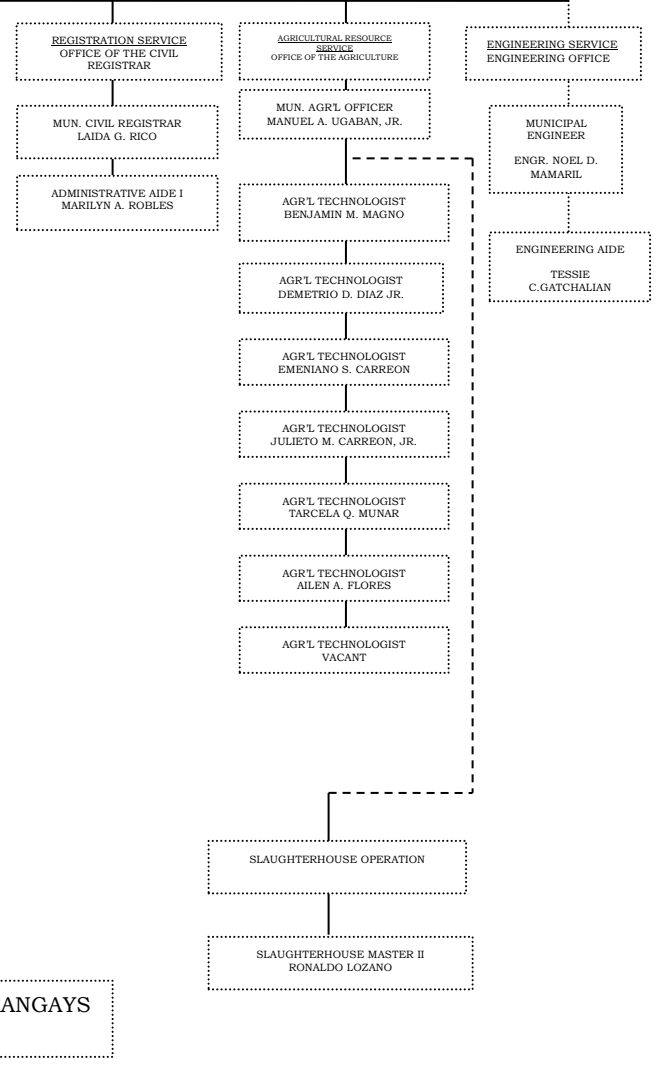 REGISTRATION SERVICE
OFFICE OF THE CIVIL
REGISTRAR
MUN. CIVIL REGISTRAR
LAIDA G. RICO
ADMINISTRATIVE AIDE I
MARILYN A. ROBLES
AGRICULTURAL RESOURCE
SERVICE
OFFICE OF THE AGRICULTURE
MUN. AGR'L OFFICER
MANUEL A. UGABAN, JR.
AGR'L TECHNOLOGIST
BENJAMIN M. MAGNO
AGR'L TECHNOLOGIST
DEMETRIO D. DIAZ JR.
AGR'L TECHNOLOGIST
EMENIANO S. CARREON
AGR'L TECHNOLOGIST
JULIETO M. CARREON, JR.
AGR'L TECHNOLOGIST
TARCELA Q. MUNAR
AGR'L TECHNOLOGIST
AILEN A. FLORES
AGR'L TECHNOLOGIST
VACANT
ENGINEERING SERVICE
ENGINEERING OFFICE
MUNICIPAL
ENGINEER
ENGR. NOEL D.
MAMARIL
ENGINEERING AIDE
TESSIE
C.GATCHALIAN
SLAUGHTERHOUSE OPERATION
SLAUGHTERHOUSE MASTER II
RONALDO LOZANO
ANGAYS